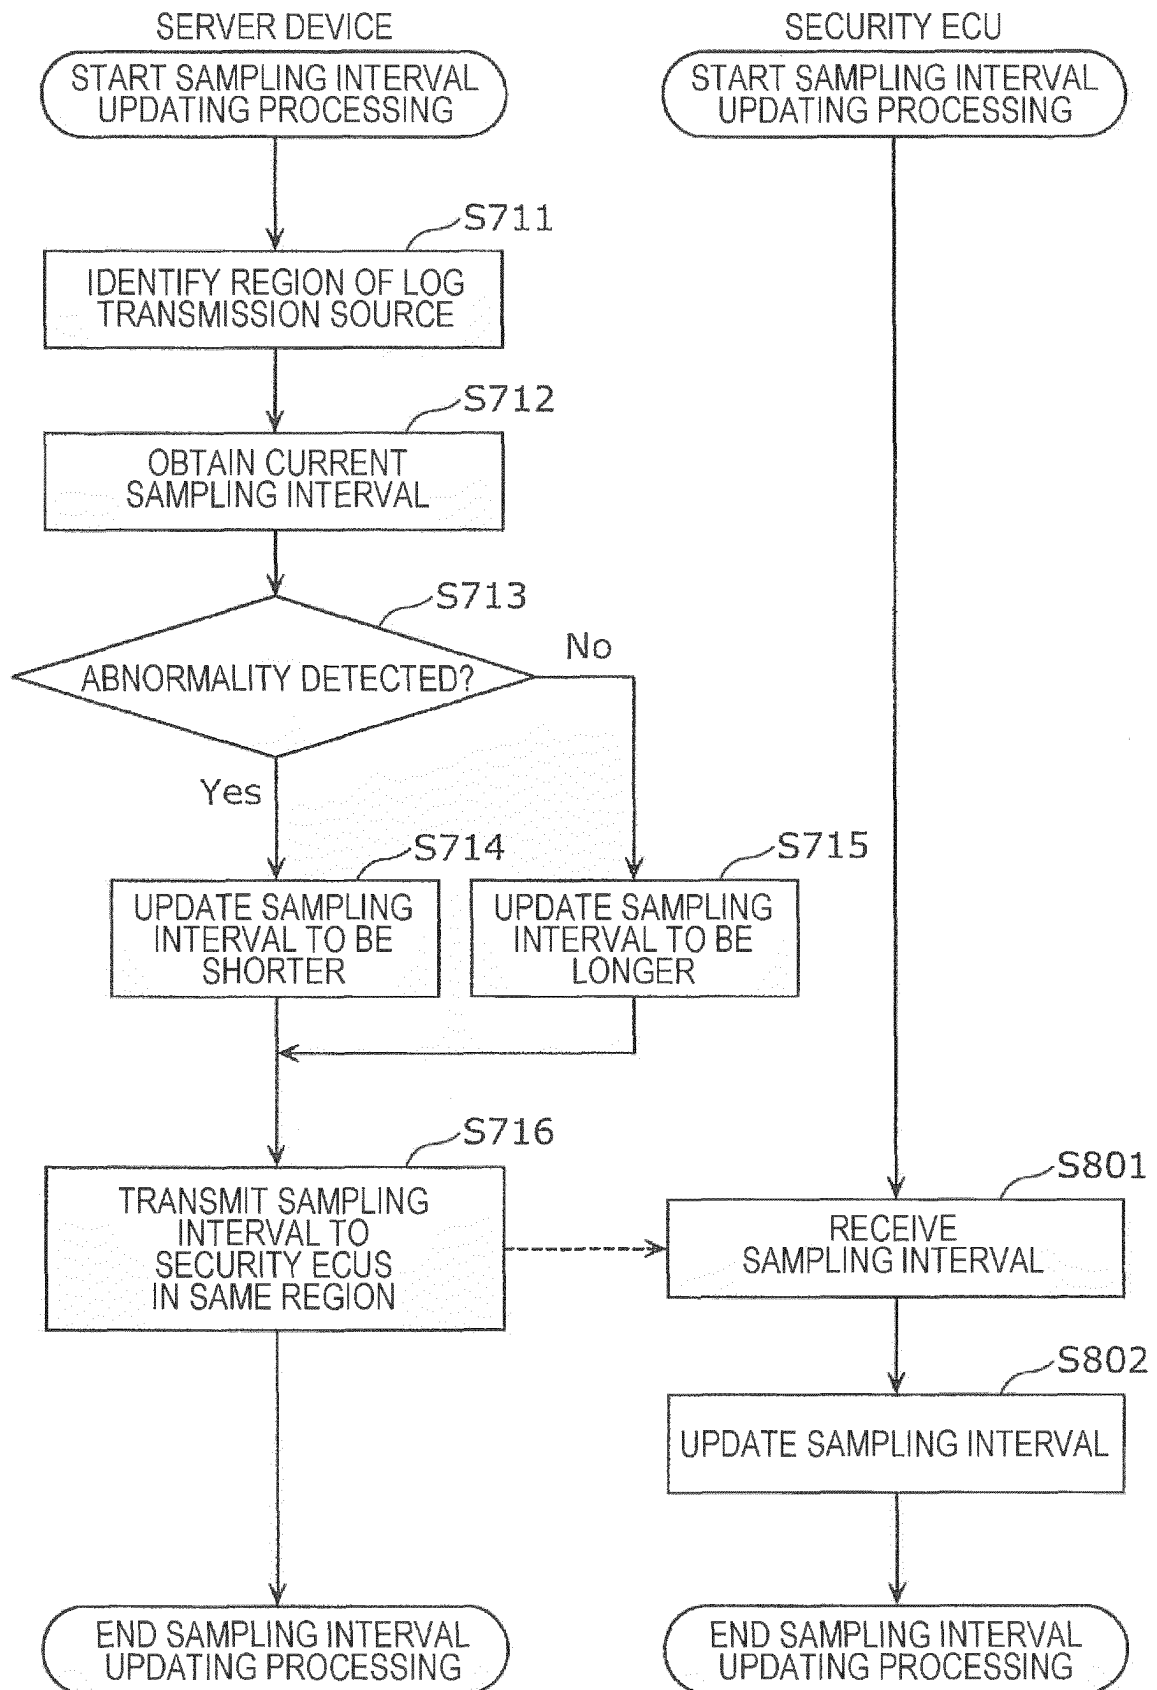 SERVER DEVICE
START SAMPLING INTERVAL
UPDATING PROCESSING
S711
IDENTIFY REGION OF LOG
TRANSMISSION SOURCE
S712
OBTAIN CURRENT
SAMPLING INTERVAL
S713
ABNORMALITY DETECTED?
No
Yes
S714
UPDATE SAMPLING
INTERVAL TO BE
SHORTER
S715
UPDATE SAMPLING
INTERVAL TO BE
LONGER
S716
TRANSMIT SAMPLING
INTERVAL TO
SECURITY ECUS
IN SAME REGION
END SAMPLING INTERVAL
UPDATING PROCESSING
SECURITY ECU
START SAMPLING INTERVAL
UPDATING PROCESSING
S801
RECEIVE
SAMPLING INTERVAL
S802
UPDATE SAMPLING INTERVAL
END SAMPLING INTERVAL
UPDATING PROCESSING